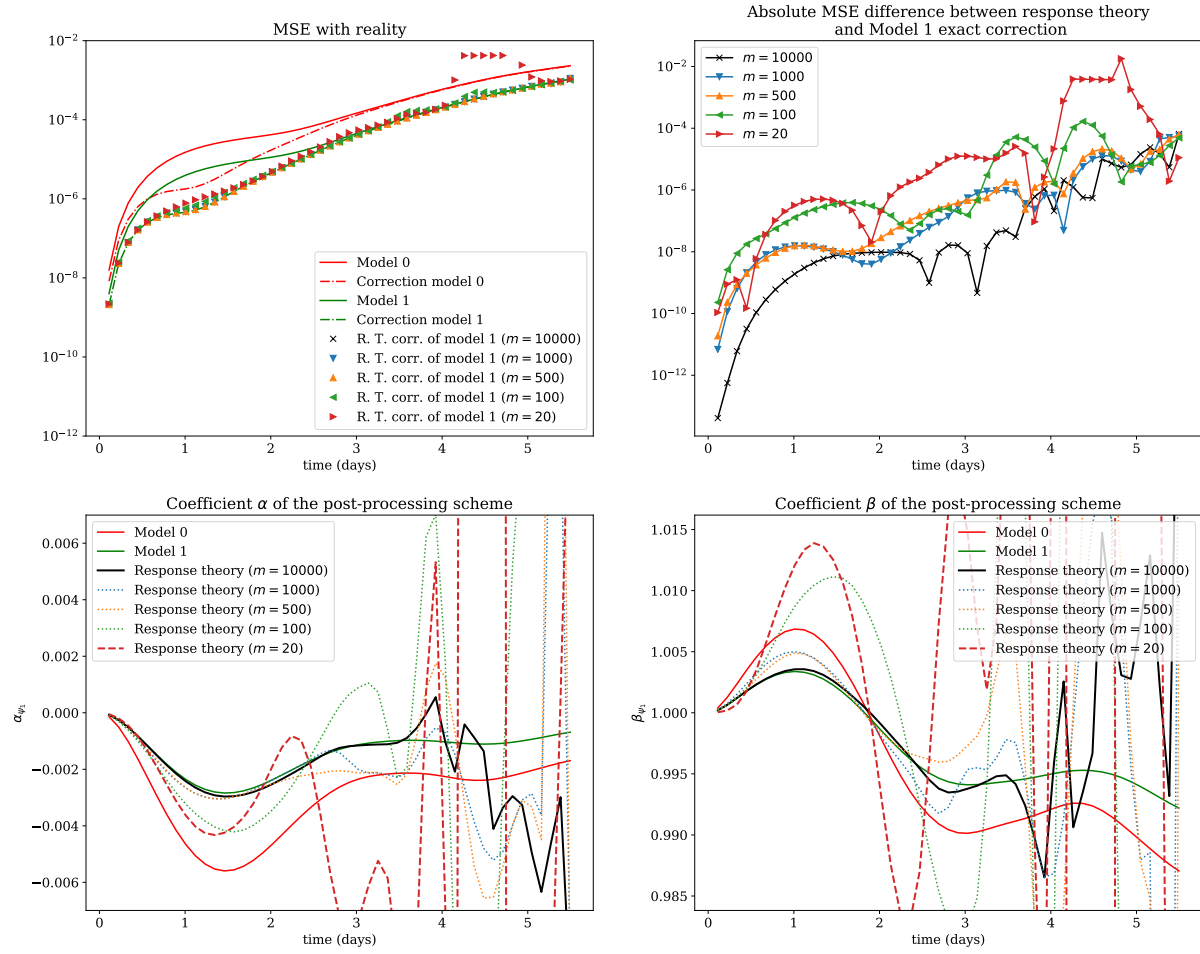 MSE with reality
10⁻²
10⁻⁴
10⁻⁶
10⁻⁸
10⁻¹⁰
10⁻¹²
Model 0
Correction model 0
Model 1
Correction model 1
R. T. corr. of model 1 (m = 10000)
R. T. corr. of model 1 (m = 1000)
R. T. corr. of model 1 (m = 500)
R. T. corr. of model 1 (m = 100)
R. T. corr. of model 1 (m = 20)
0 1 2 3 4 5
time (days)
Absolute MSE difference between response theory
and Model 1 exact correction
10⁻²
10⁻⁴
10⁻⁶
10⁻⁸
10⁻¹⁰
10⁻¹²
m = 10000
m = 1000
m = 500
m = 100
m = 20
0 1 2 3 4 5
time (days)
Coefficient α of the post-processing scheme
0.006
0.004
0.002
0.000
−0.002
−0.004
−0.006
α_ψ₁
Model 0
Model 1
Response theory (m = 10000)
Response theory (m = 1000)
Response theory (m = 500)
Response theory (m = 100)
Response theory (m = 20)
0 1 2 3 4 5
time (days)
Coefficient β of the post-processing scheme
1.015
1.010
1.005
1.000
0.995
0.990
0.985
β_ψ₁
Model 0
Model 1
Response theory (m = 10000)
Response theory (m = 1000)
Response theory (m = 500)
Response theory (m = 100)
Response theory (m = 20)
0 1 2 3 4 5
time (days)